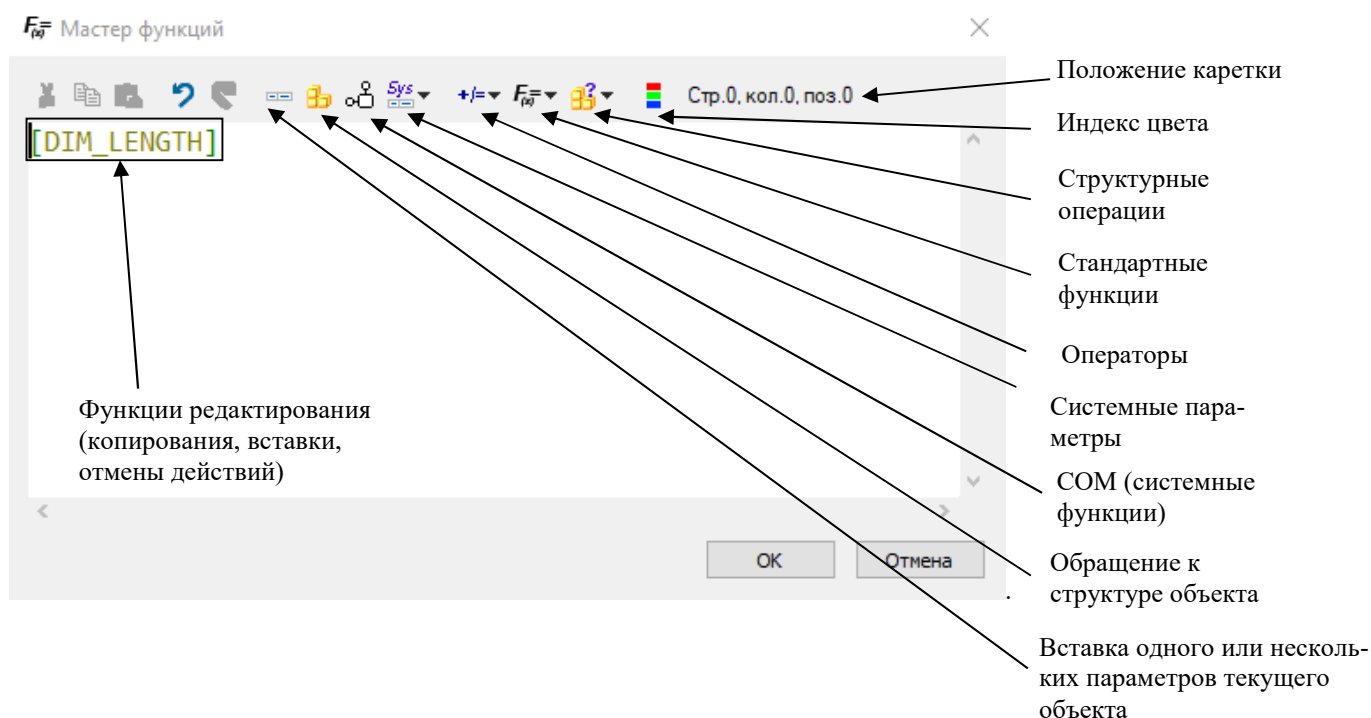 F(x)= Мастер функций
Sys
+/=
F(x)=
?
Стр.0, кол.0, поз.0
[DIM_LENGTH]
Функции редактирования
(копирования, вставки,
отмены действий)
OK
Отмена
.
Положение каретки
Индекс цвета
Структурные
операции
Стандартные
функции
Операторы
Системные пара-
метры
COM (системные
функции)
Обращение к
структуре объекта
Вставка одного или несколь-
ких параметров текущего
объекта